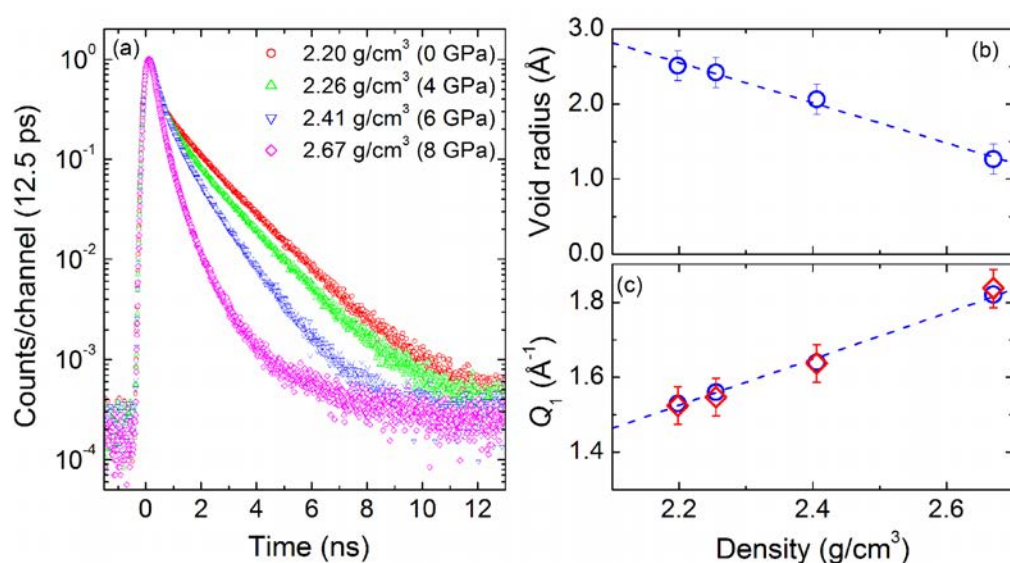 (a)
2.20 g/cm³ (0 GPa)
2.26 g/cm³ (4 GPa)
2.41 g/cm³ (6 GPa)
2.67 g/cm³ (8 GPa)
10⁰
10⁻¹
10⁻²
10⁻³
10⁻⁴
Counts/channel (12.5 ps)
0 2 4 6 8 10 12
Time (ns)
(b)
3.0
2.0
1.0
0.0
Void radius (Å)
(c)
1.8
1.6
1.4
Q₁ (Å⁻¹)
2.2 2.4 2.6
Density (g/cm³)